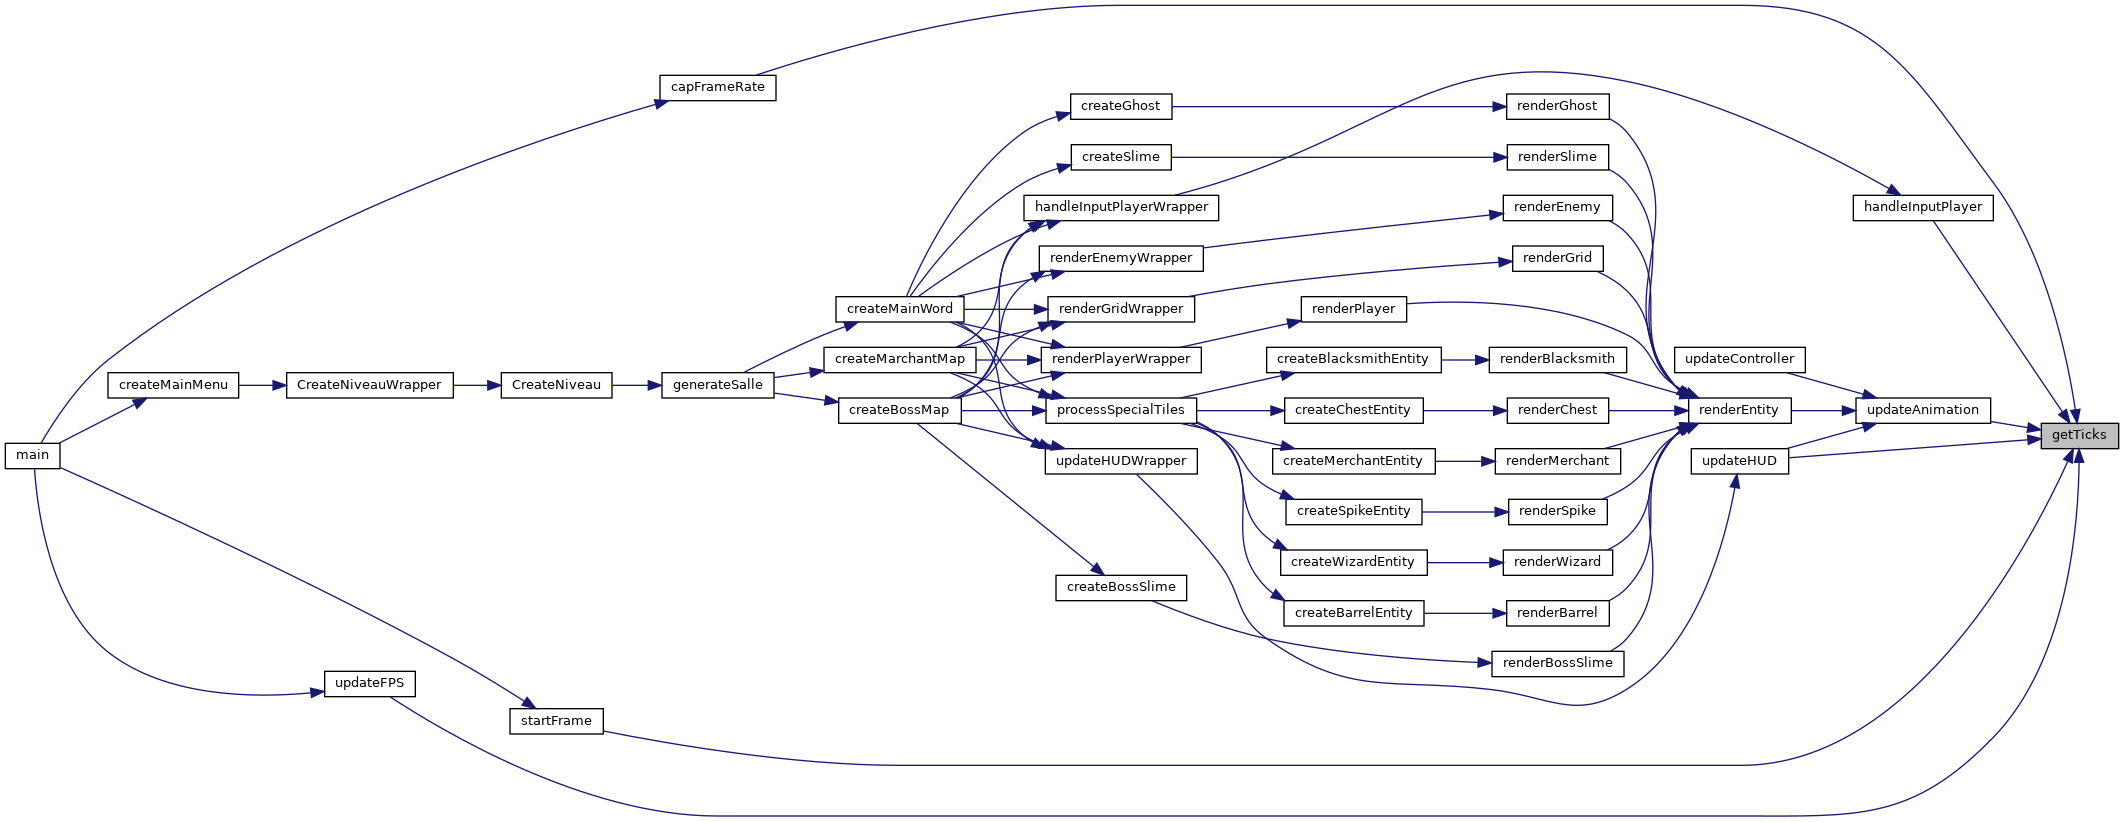 capFrameRate
createGhost
renderGhost
createSlime
renderSlime
handleInputPlayerWrapper
renderEnemy
handleInputPlayer
renderEnemyWrapper
renderGrid
createMainWord
renderGridWrapper
renderPlayer
createMarchantMap
renderPlayerWrapper
createBlacksmithEntity
renderBlacksmith
updateController
createMainMenu
CreateNiveauWrapper
CreateNiveau
generateSalle
createBossMap
processSpecialTiles
createChestEntity
renderChest
renderEntity
updateAnimation
getTicks
main
updateHUDWrapper
createMerchantEntity
renderMerchant
updateHUD
createSpikeEntity
renderSpike
createWizardEntity
renderWizard
createBossSlime
createBarrelEntity
renderBarrel
renderBossSlime
updateFPS
startFrame